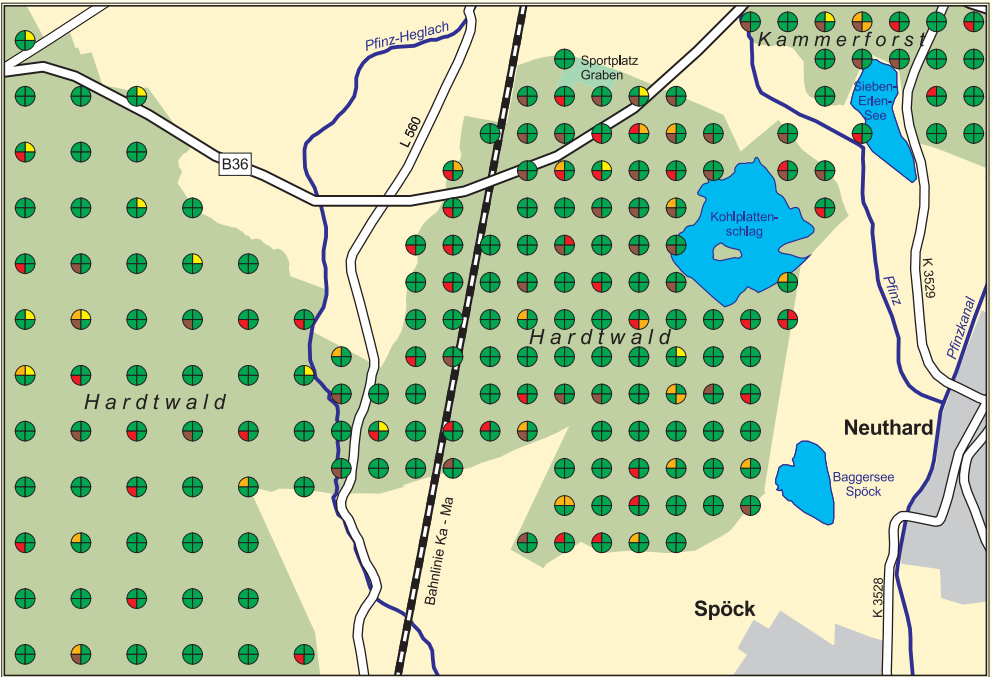 Pfinz-Heglach
Kammerforst
Sportplatz
Graben
Sieben-
Erlen-
See
L 560
B36
Kohlplatten-
schlag
K 3529
Pfinz
Pfinzkanal
Hardtwald
Hardtwald
Neuthard
Baggersee
Spöck
Bahnlinie Ka - Ma
K 3528
Spöck